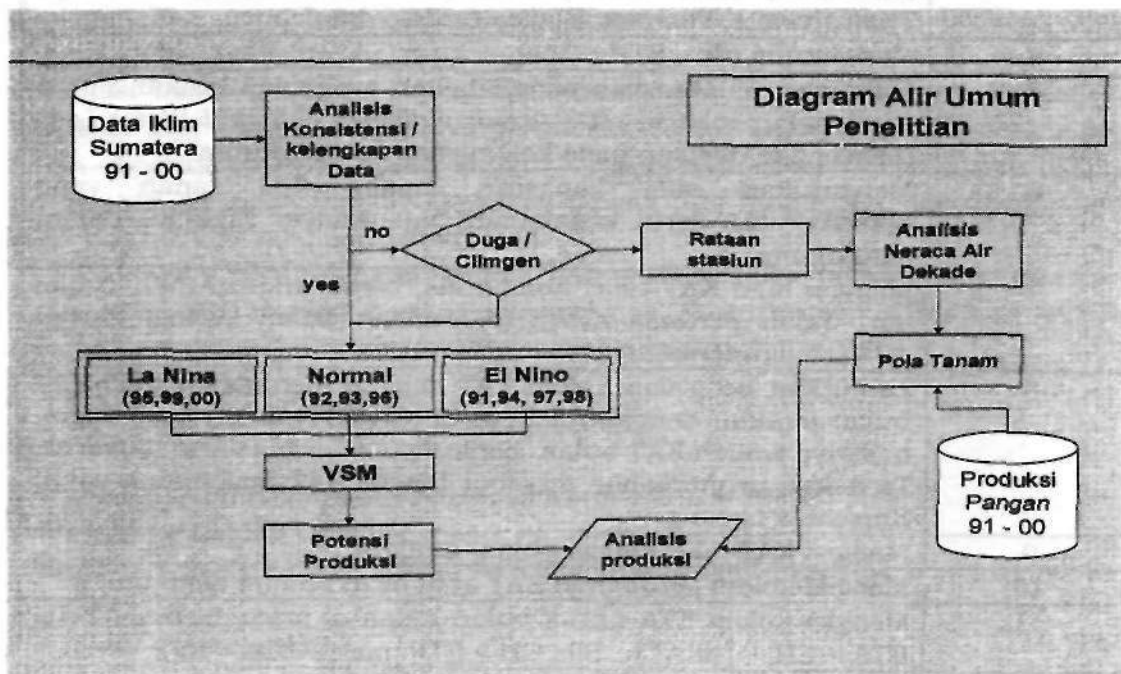 Diagram Alir Umum
Penelitian
Data Iklim
Sumatera
91 - 00
Analisis
Konsistensi /
kelengkapan
Data
no
yes
Duga /
Climgen
Rataan
stasiun
Analisis
Neraca Air
Dekade
La Nina
(95,99,00)
Normal
(92,93,96)
El Nino
(91,94, 97,98)
Pola Tanam
VSM
Produksi
Pangan
91 - 00
Potensi
Produksi
Analisis
produksi